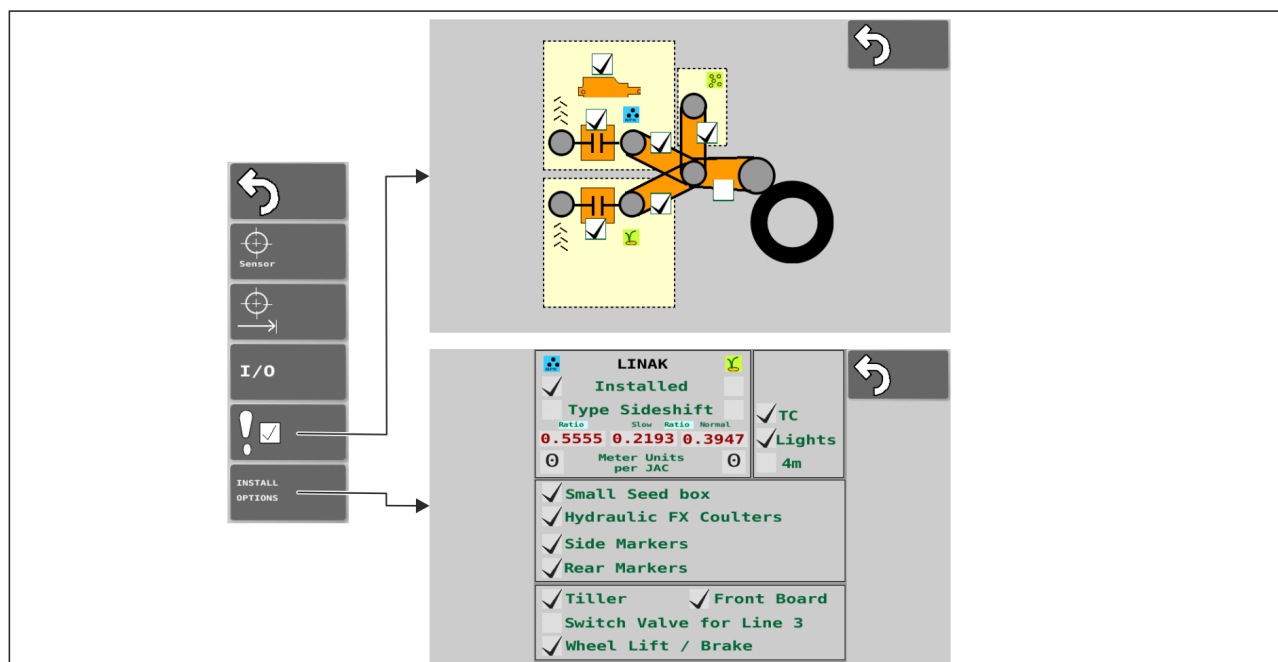 Sensor
I/O
INSTALL
OPTIONS
NPK
NPK
LINAK
Installed
Type Sideshift
Ratio Slow Ratio Normal
0.5555 0.2193 0.3947
0 Meter Units 0
per JAC
TC
Lights
4m
Small Seed box
Hydraulic FX Coulters
Side Markers
Rear Markers
Tiller Front Board
Switch Valve for Line 3
Wheel Lift / Brake